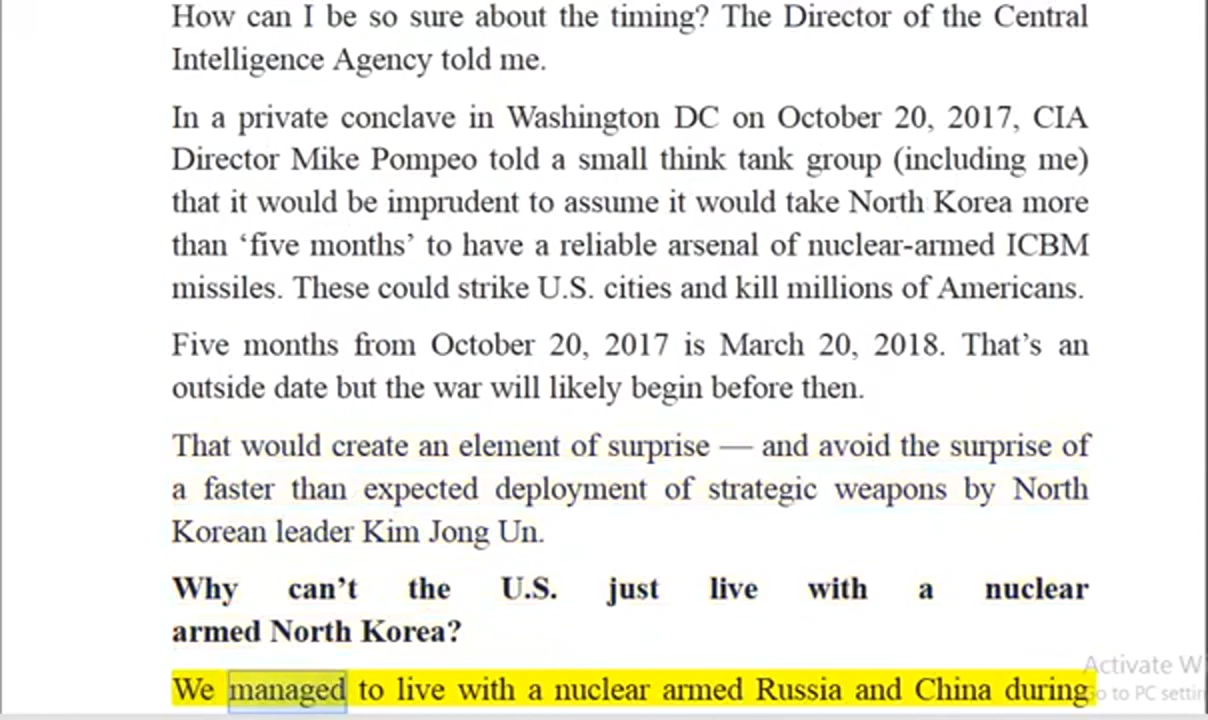 How can I be so sure about the timing? The Director of the Central
Intelligence Agency told me.
In a private conclave in Washington DC on October 20, 2017, CIA
Director Mike Pompeo told a small think tank group (including me)
that it would be imprudent to assume it would take North Korea more
than ‘five months’ to have a reliable arsenal of nuclear-armed ICBM
missiles. These could strike U.S. cities and kill millions of Americans.
Five months from October 20, 2017 is March 20, 2018. That’s an
outside date but the war will likely begin before then.
That would create an element of surprise — and avoid the surprise of
a faster than expected deployment of strategic weapons by North
Korean leader Kim Jong Un.
Why can’t the U.S. just live with a nuclear
armed North Korea?
We managed to live with a nuclear armed Russia and China during
Activate W
o to PC settin